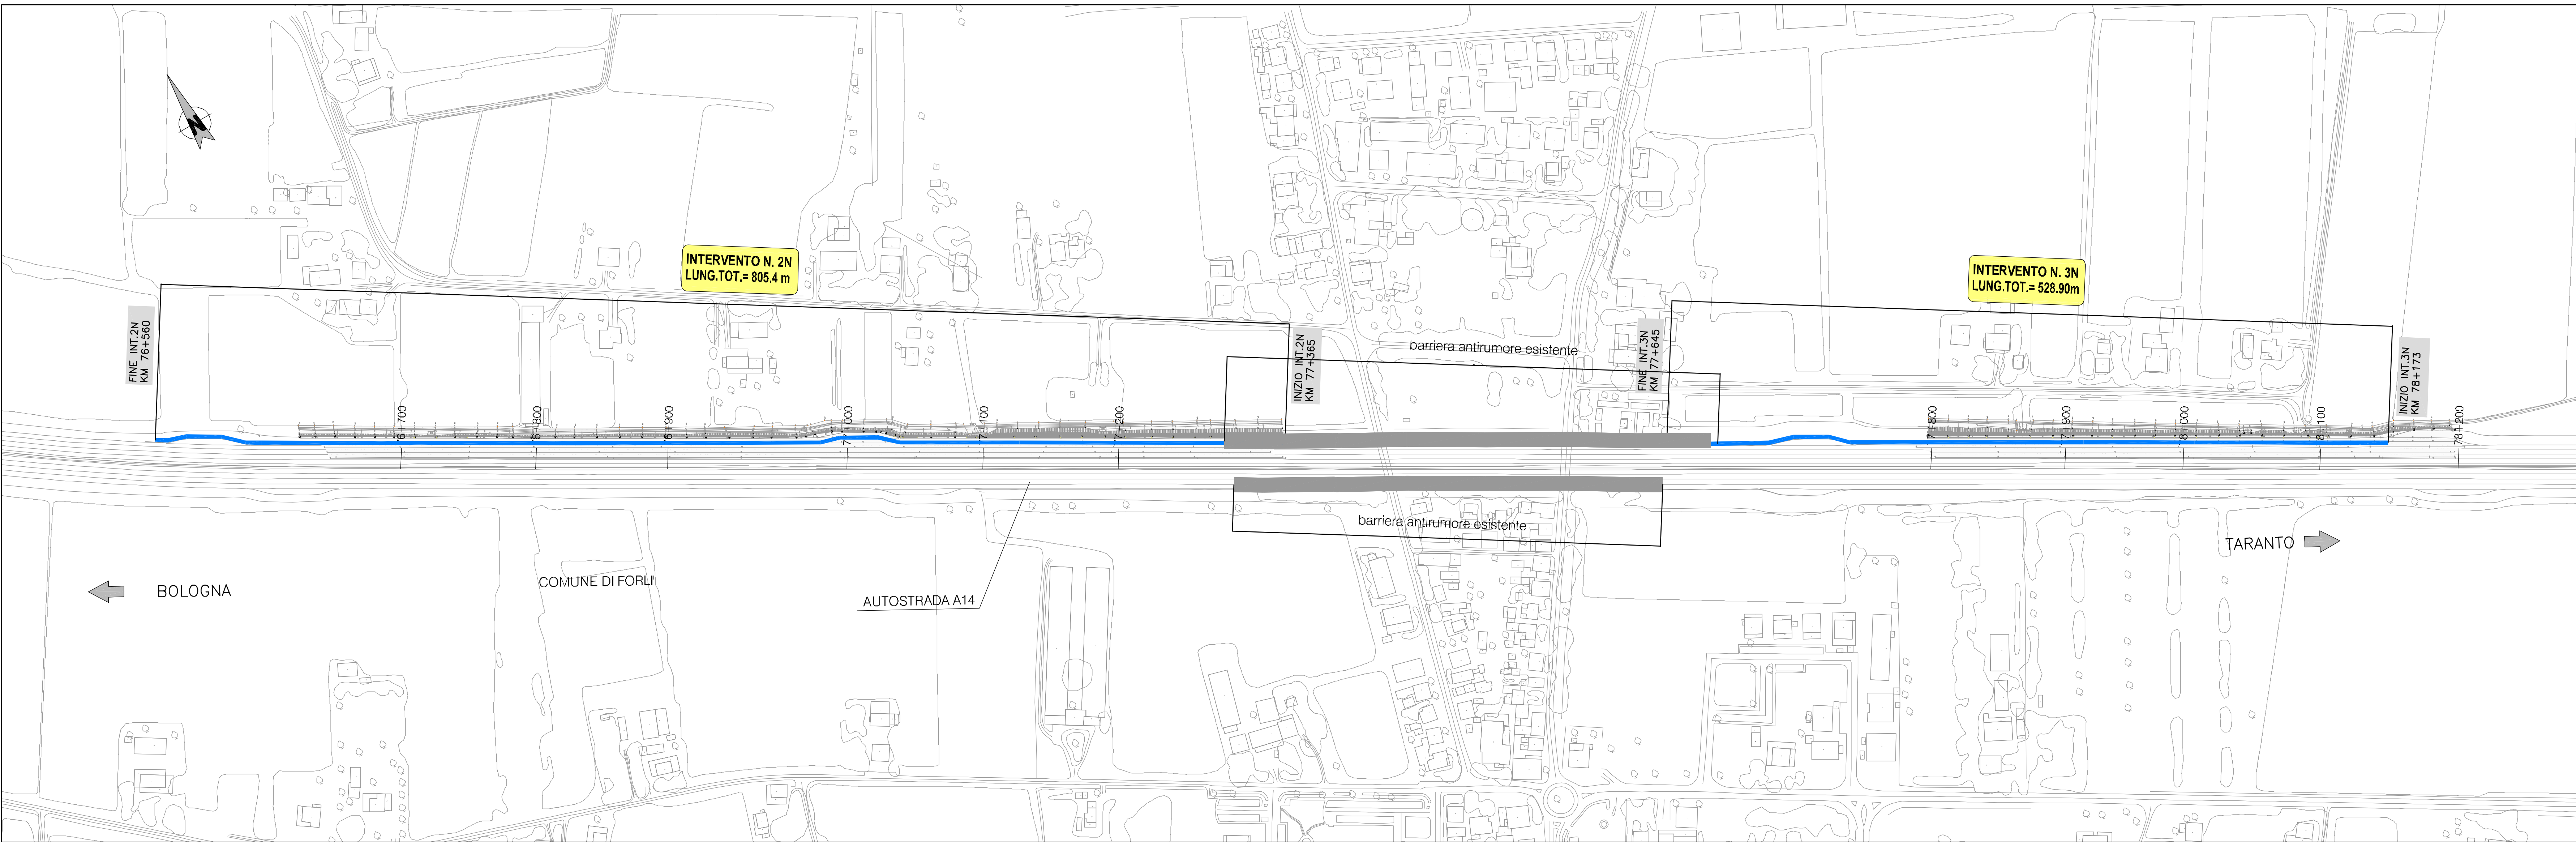 N
INTERVENTO N. 2N
LUNG.TOT.= 805.4 m
INTERVENTO N. 3N
LUNG.TOT.= 528.90m
FINE INT.2N
KM 76+560
INIZIO INT.2N
KM 77+365
barriera antirumore esistente
FINE INT.3N
KM 77+645
INIZIO INT.3N
KM 78+173
76+700
76+800
76+900
77+000
77+100
77+200
77+800
77+900
78+000
78+100
78+200
barriera antirumore esistente
TARANTO
BOLOGNA
COMUNE DI FORLI'
AUTOSTRADA A14